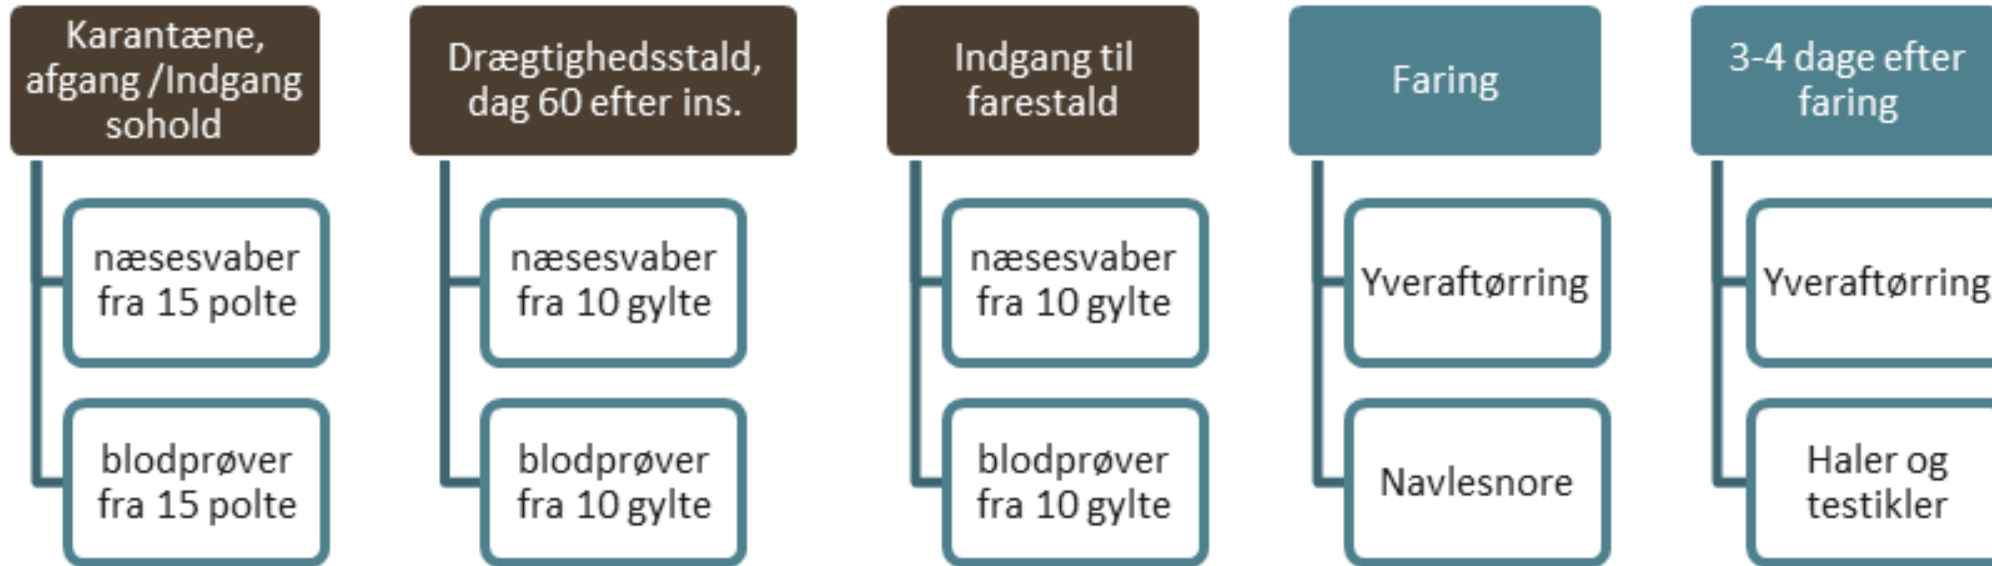 Karantæne,
afgang /Indgang
sohold
næsesvaber
fra 15 polte
blodprøver
fra 15 polte
Drægtighedsstald,
dag 60 efter ins.
næsesvaber
fra 10 gylte
blodprøver
fra 10 gylte
Indgang til
farestald
næsesvaber
fra 10 gylte
blodprøver
fra 10 gylte
Faring
Yveraftørring
Navlesnore
3-4 dage efter
faring
Yveraftørring
Haler og
testikler